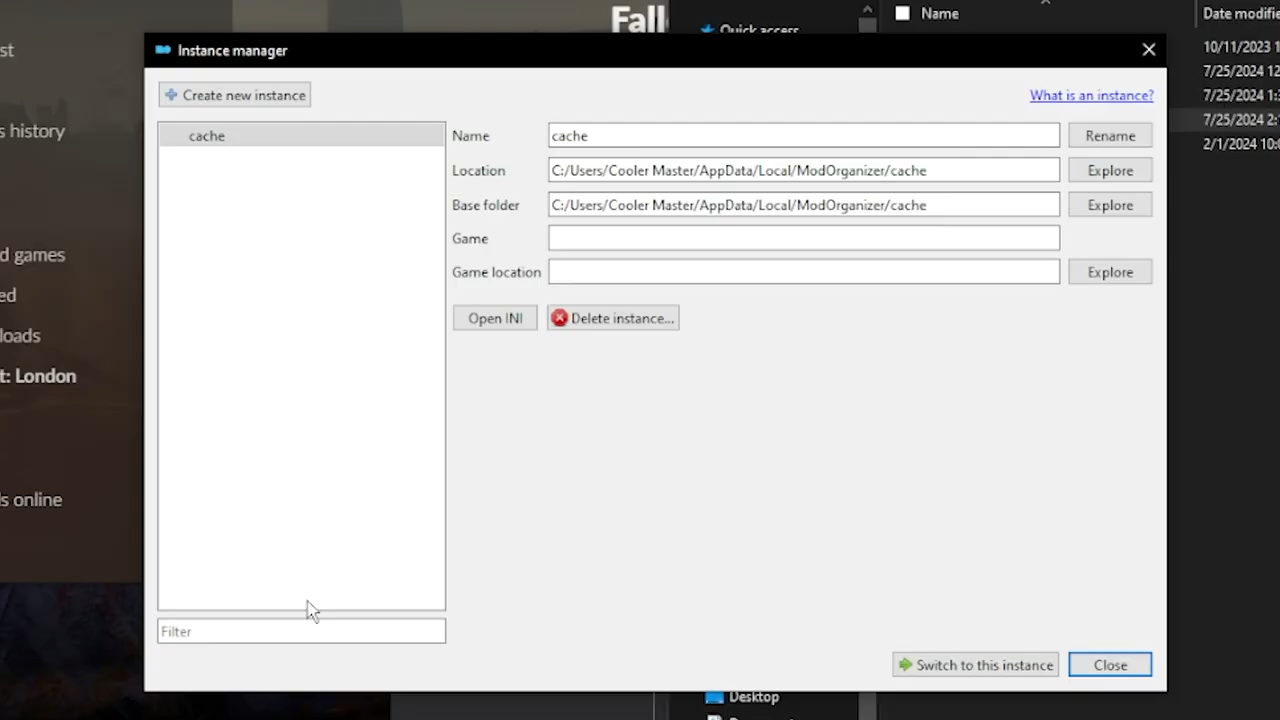 Fall
Quick access
Name
Date modifie
st
Instance manager
10/11/2023 1
7/25/2024 12
Create new instance
What is an instance?
7/25/2024 1:
s history
cache
Name
cache
Rename
7/25/2024 2:
2/1/2024 10:
Location
C:/Users/Cooler Master/AppData/Local/ModOrganizer/cache
Explore
Base folder
C:/Users/Cooler Master/AppData/Local/ModOrganizer/cache
Explore
Game
d games
Game location
Explore
ed
Open INI
Delete instance...
loads
t: London
s online
Filter
Switch to this instance
Close
Desktop